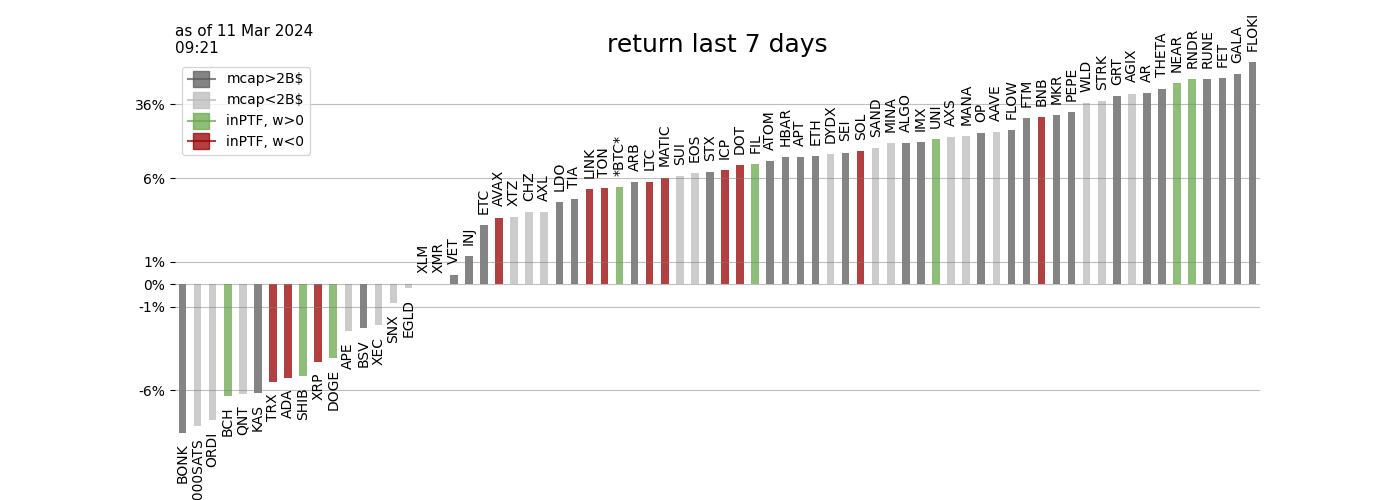 as of 11 Mar 2024
09:21
return last 7 days
mcap>2B$
mcap<2B$
inPTF, w>0
inPTF, w<0
36%
6%
1%
0%
-1%
-6%
BONK
000SATS
ORDI
BCH
QNT
KAS
TRX
ADA
SHIB
XRP
DOGE
APE
BSV
XEC
SNX
EGLD
XLM
XMR
VET
INJ
ETC
AVAX
XTZ
CHZ
AXL
LDO
TIA
LINK
TON
*BTC*
ARB
LTC
MATIC
SUI
EOS
STX
ICP
DOT
FIL
ATOM
HBAR
APT
ETH
DYDX
SEI
SOL
SAND
MINA
ALGO
IMX
UNI
AXS
MANA
OP
AAVE
FLOW
FTM
BNB
MKR
PEPE
WLD
STRK
GRT
AGIX
AR
THETA
NEAR
RNDR
RUNE
FET
GALA
FLOKI